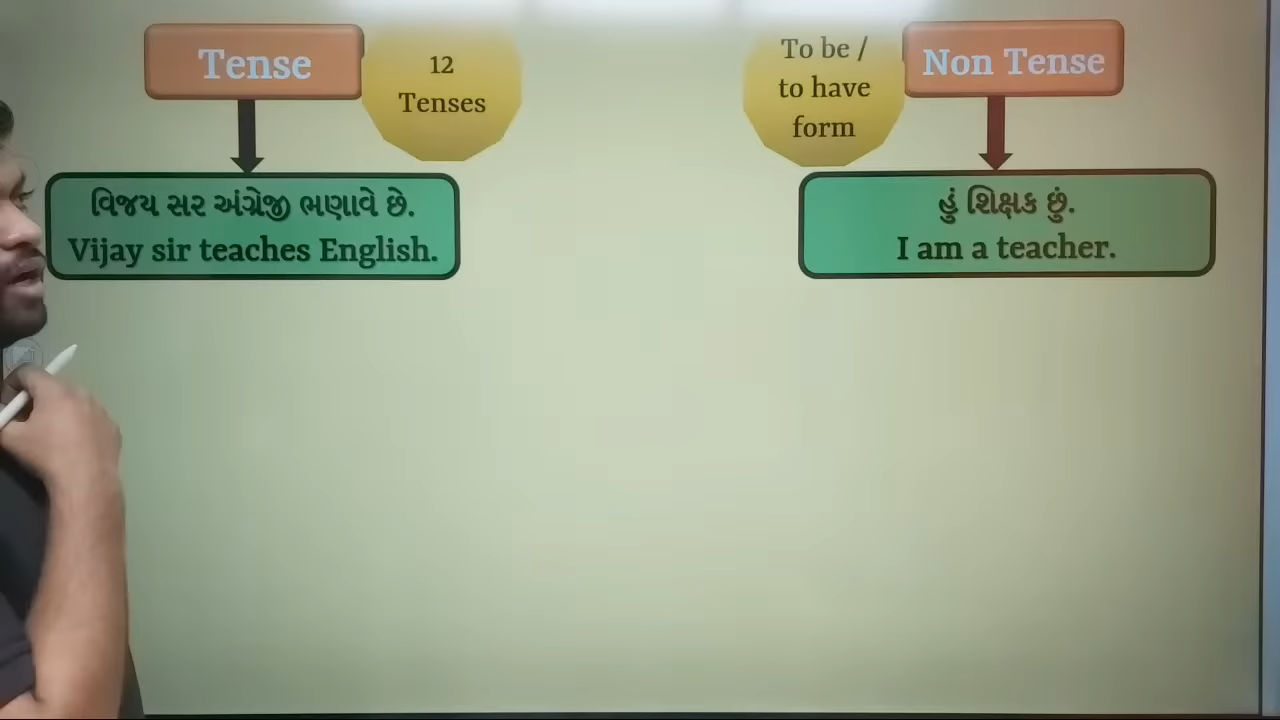 Tense
12
Tenses
To be /
to have
form
Non Tense
વિજય સર અંગ્રેજી ભણાવે છે.
Vijay sir teaches English.
હું શિક્ષક છું.
I am a teacher.